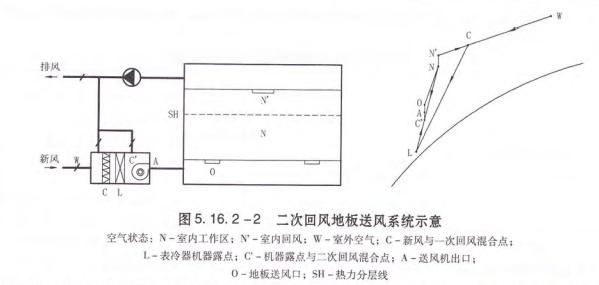 排风
新风
W
C
L
C'
A
SH
N'
N
O
W
C
N'
N
O
A
C'
L
图5.16.2-2 二次回风地板送风系统示意
空气状态：N-室内工作区；N'-室内回风；W-室外空气；C-新风与一次回风混合点；
L-表冷器机器露点；C'-机器露点与二次回风混合点；A-送风机出口；
O-地板送风口；SH-热力分层线